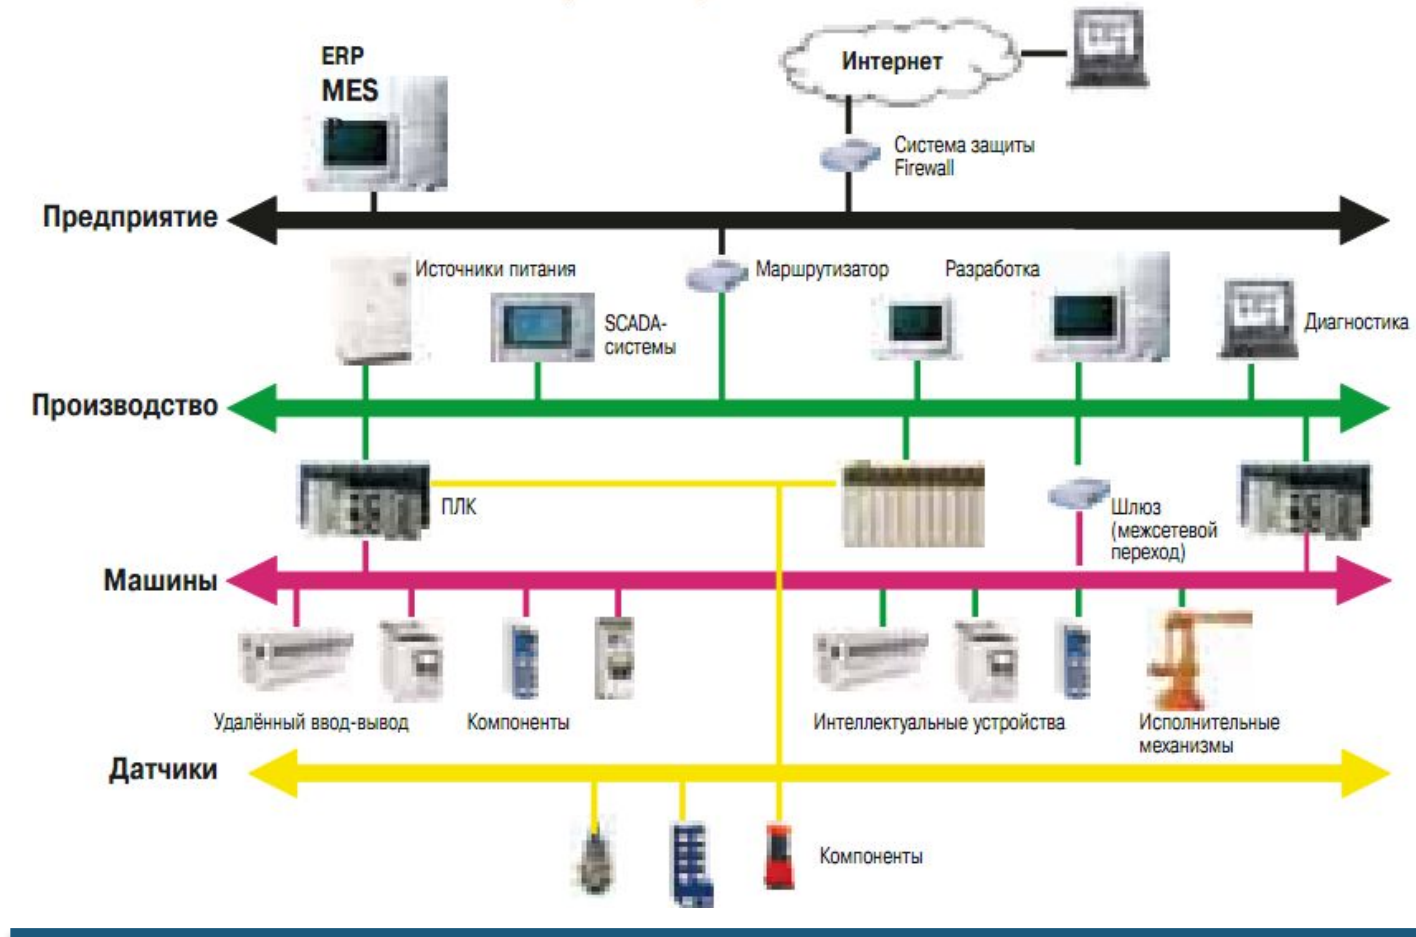 ERP
MES
Интернет
Система защиты
Firewall
Предприятие
Источники питания
Маршрутизатор
Разработка
SCADA-
системы
Диагностика
Производство
ПЛК
Шлюз
(межсетевой
переход)
Машины
Удалённый ввод-вывод
Компоненты
Интеллектуальные устройства
Исполнительные
механизмы
Датчики
Компоненты